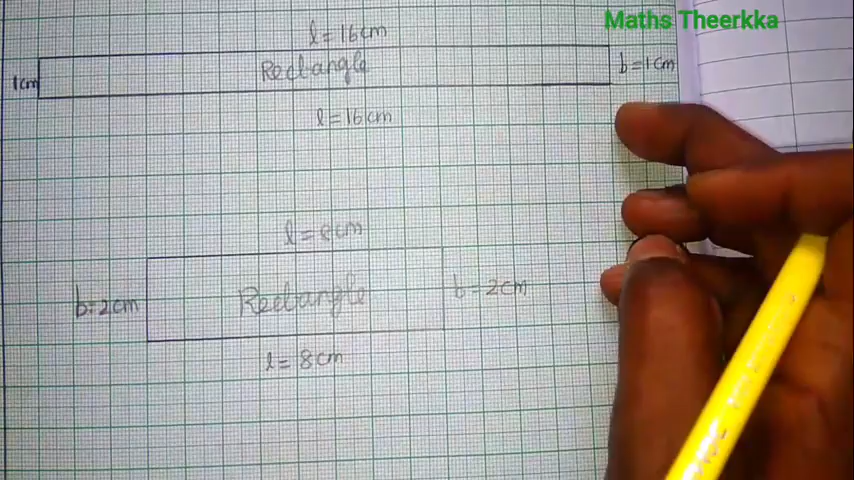 Maths Theerkka
l = 16cm
1cm
Rectangle
b = 1cm
l = 16cm
l = 8cm
b = 2cm
Rectangle
b = 2cm
l = 8cm